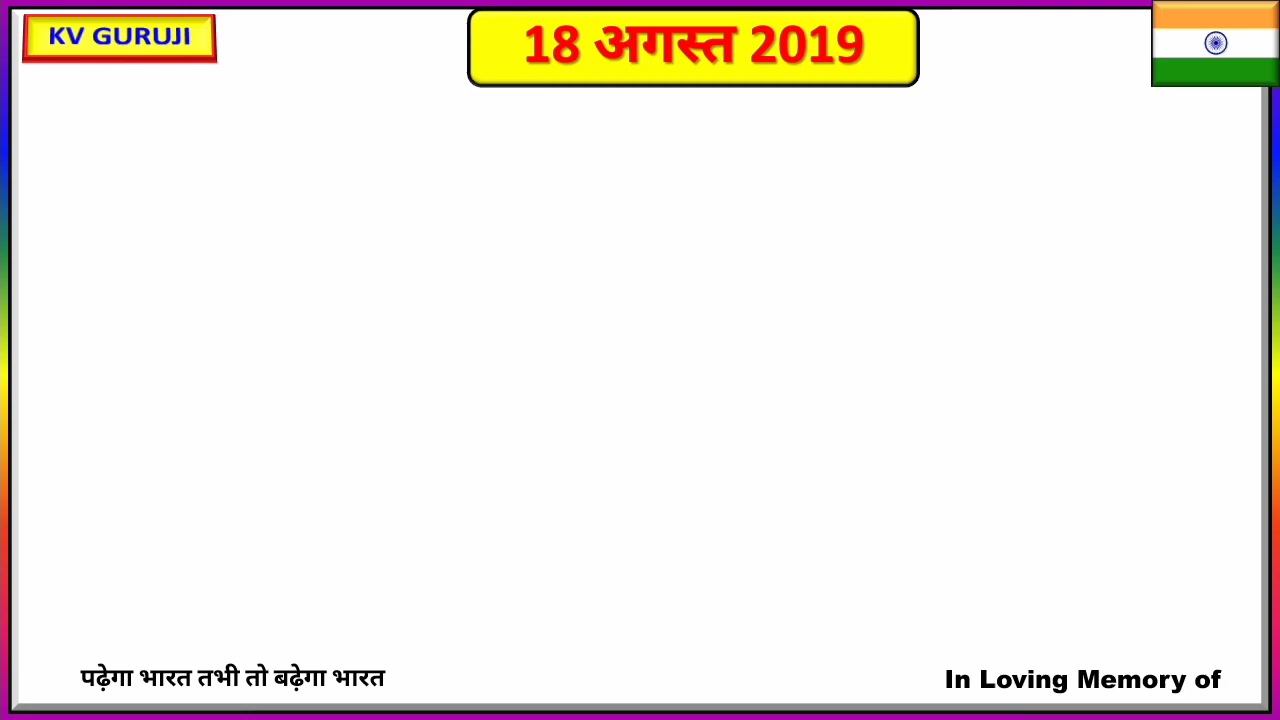 KV GURUJI
18 अगस्त 2019
पढ़ेगा भारत तभी तो बढ़ेगा भारत
In Loving Memory of